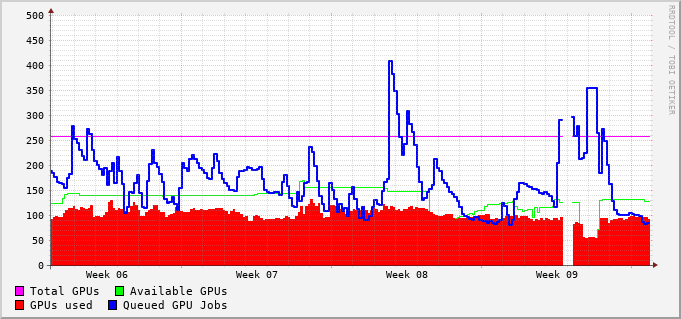 500
450
400
350
300
250
200
150
100
50
0
Week 06 Week 07 Week 08 Week 09
Total GPUs Available GPUs
GPUs used Queued GPU Jobs
RRDTOOL / TOBI OETIKER